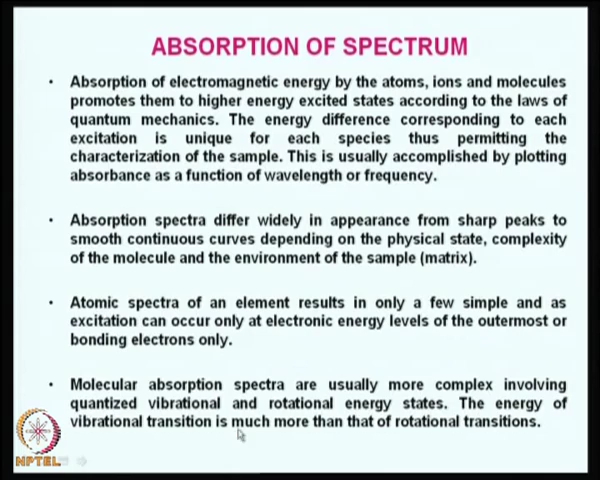 ABSORPTION OF SPECTRUM
• Absorption of electromagnetic energy by the atoms, ions and molecules
promotes them to higher energy excited states according to the laws of
quantum mechanics. The energy difference corresponding to each
excitation is unique for each species thus permitting the
characterization of the sample. This is usually accomplished by plotting
absorbance as a function of wavelength or frequency.
• Absorption spectra differ widely in appearance from sharp peaks to
smooth continuous curves depending on the physical state, complexity
of the molecule and the environment of the sample (matrix).
• Atomic spectra of an element results in only a few simple and as
excitation can occur only at electronic energy levels of the outermost or
bonding electrons only.
• Molecular absorption spectra are usually more complex involving
quantized vibrational and rotational energy states. The energy of
vibrational transition is much more than that of rotational transitions.
NPTEL